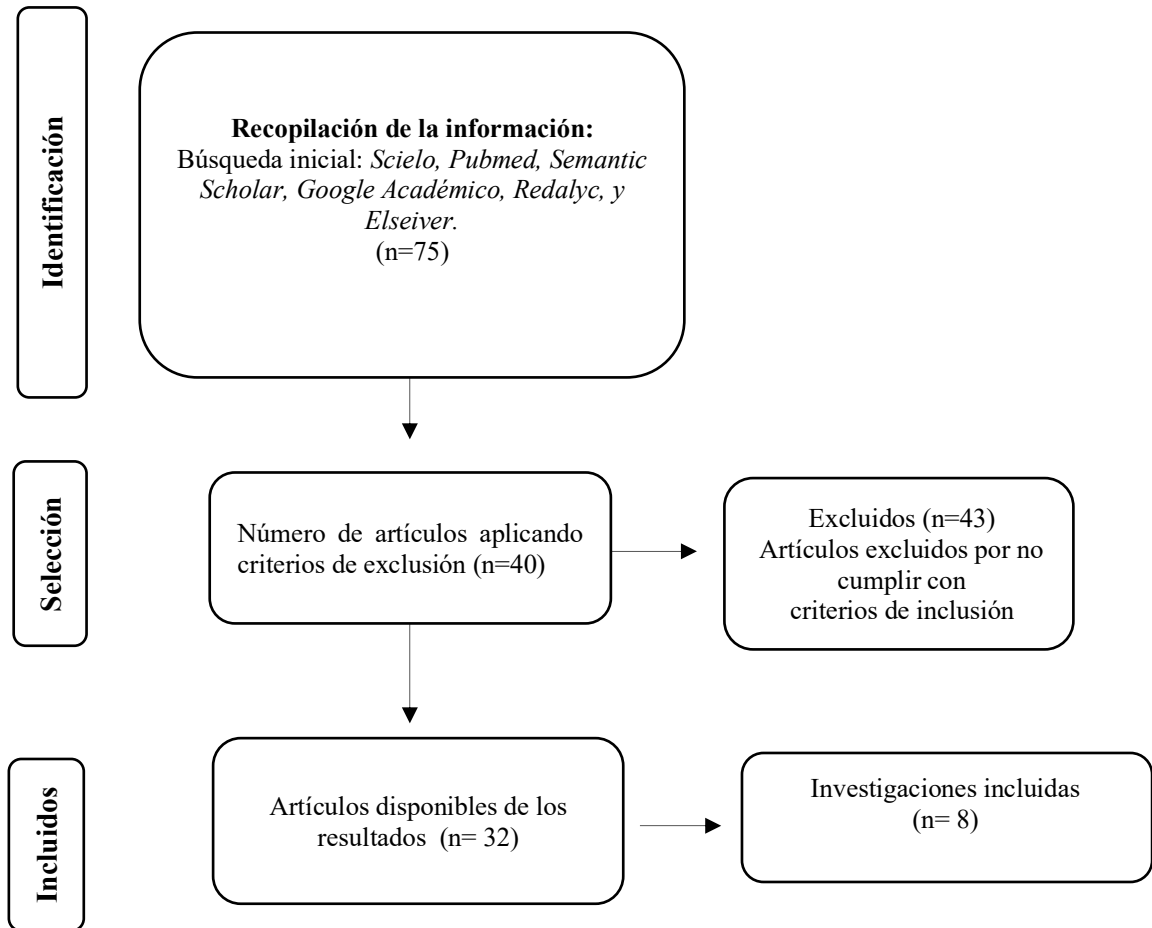 Identificación
Recopilación de la información:
Búsqueda inicial: Scielo, Pubmed, Semantic
Scholar, Google Académico, Redalyc, y
Elseiver.
(n=75)
Selección
Número de artículos aplicando
criterios de exclusión (n=40)
Excluidos (n=43)
Artículos excluidos por no
cumplir con
criterios de inclusión
Incluidos
Artículos disponibles de los
resultados (n= 32)
Investigaciones incluidas
(n= 8)